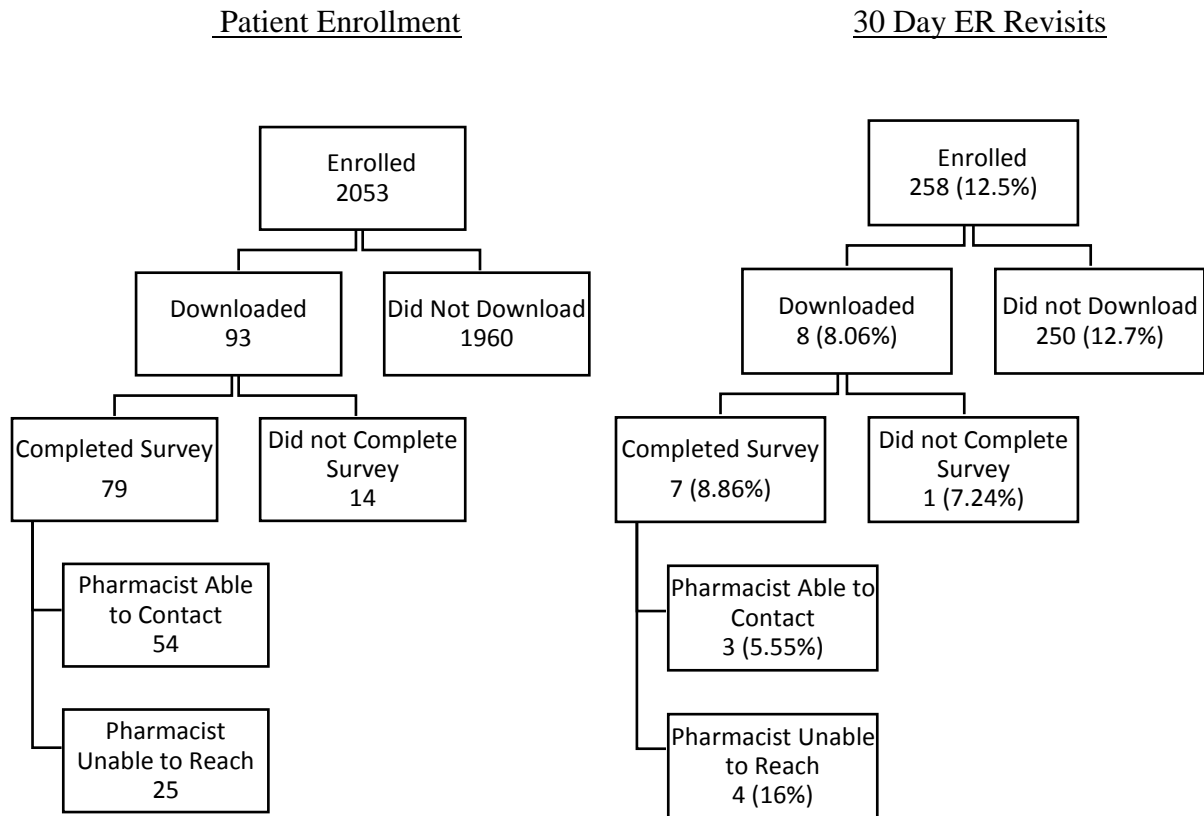 Patient Enrollment
Enrolled
2053
Downloaded
93
Did Not Download
1960
Completed Survey
79
Did not Complete
Survey
14
Pharmacist Able
to Contact
54
Pharmacist
Unable to Reach
25
30 Day ER Revisits
Enrolled
258 (12.5%)
Downloaded
8 (8.06%)
Did not Download
250 (12.7%)
Completed Survey
7 (8.86%)
Did not Complete
Survey
1 (7.24%)
Pharmacist Able to
Contact
3 (5.55%)
Pharmacist Unable
to Reach
4 (16%)